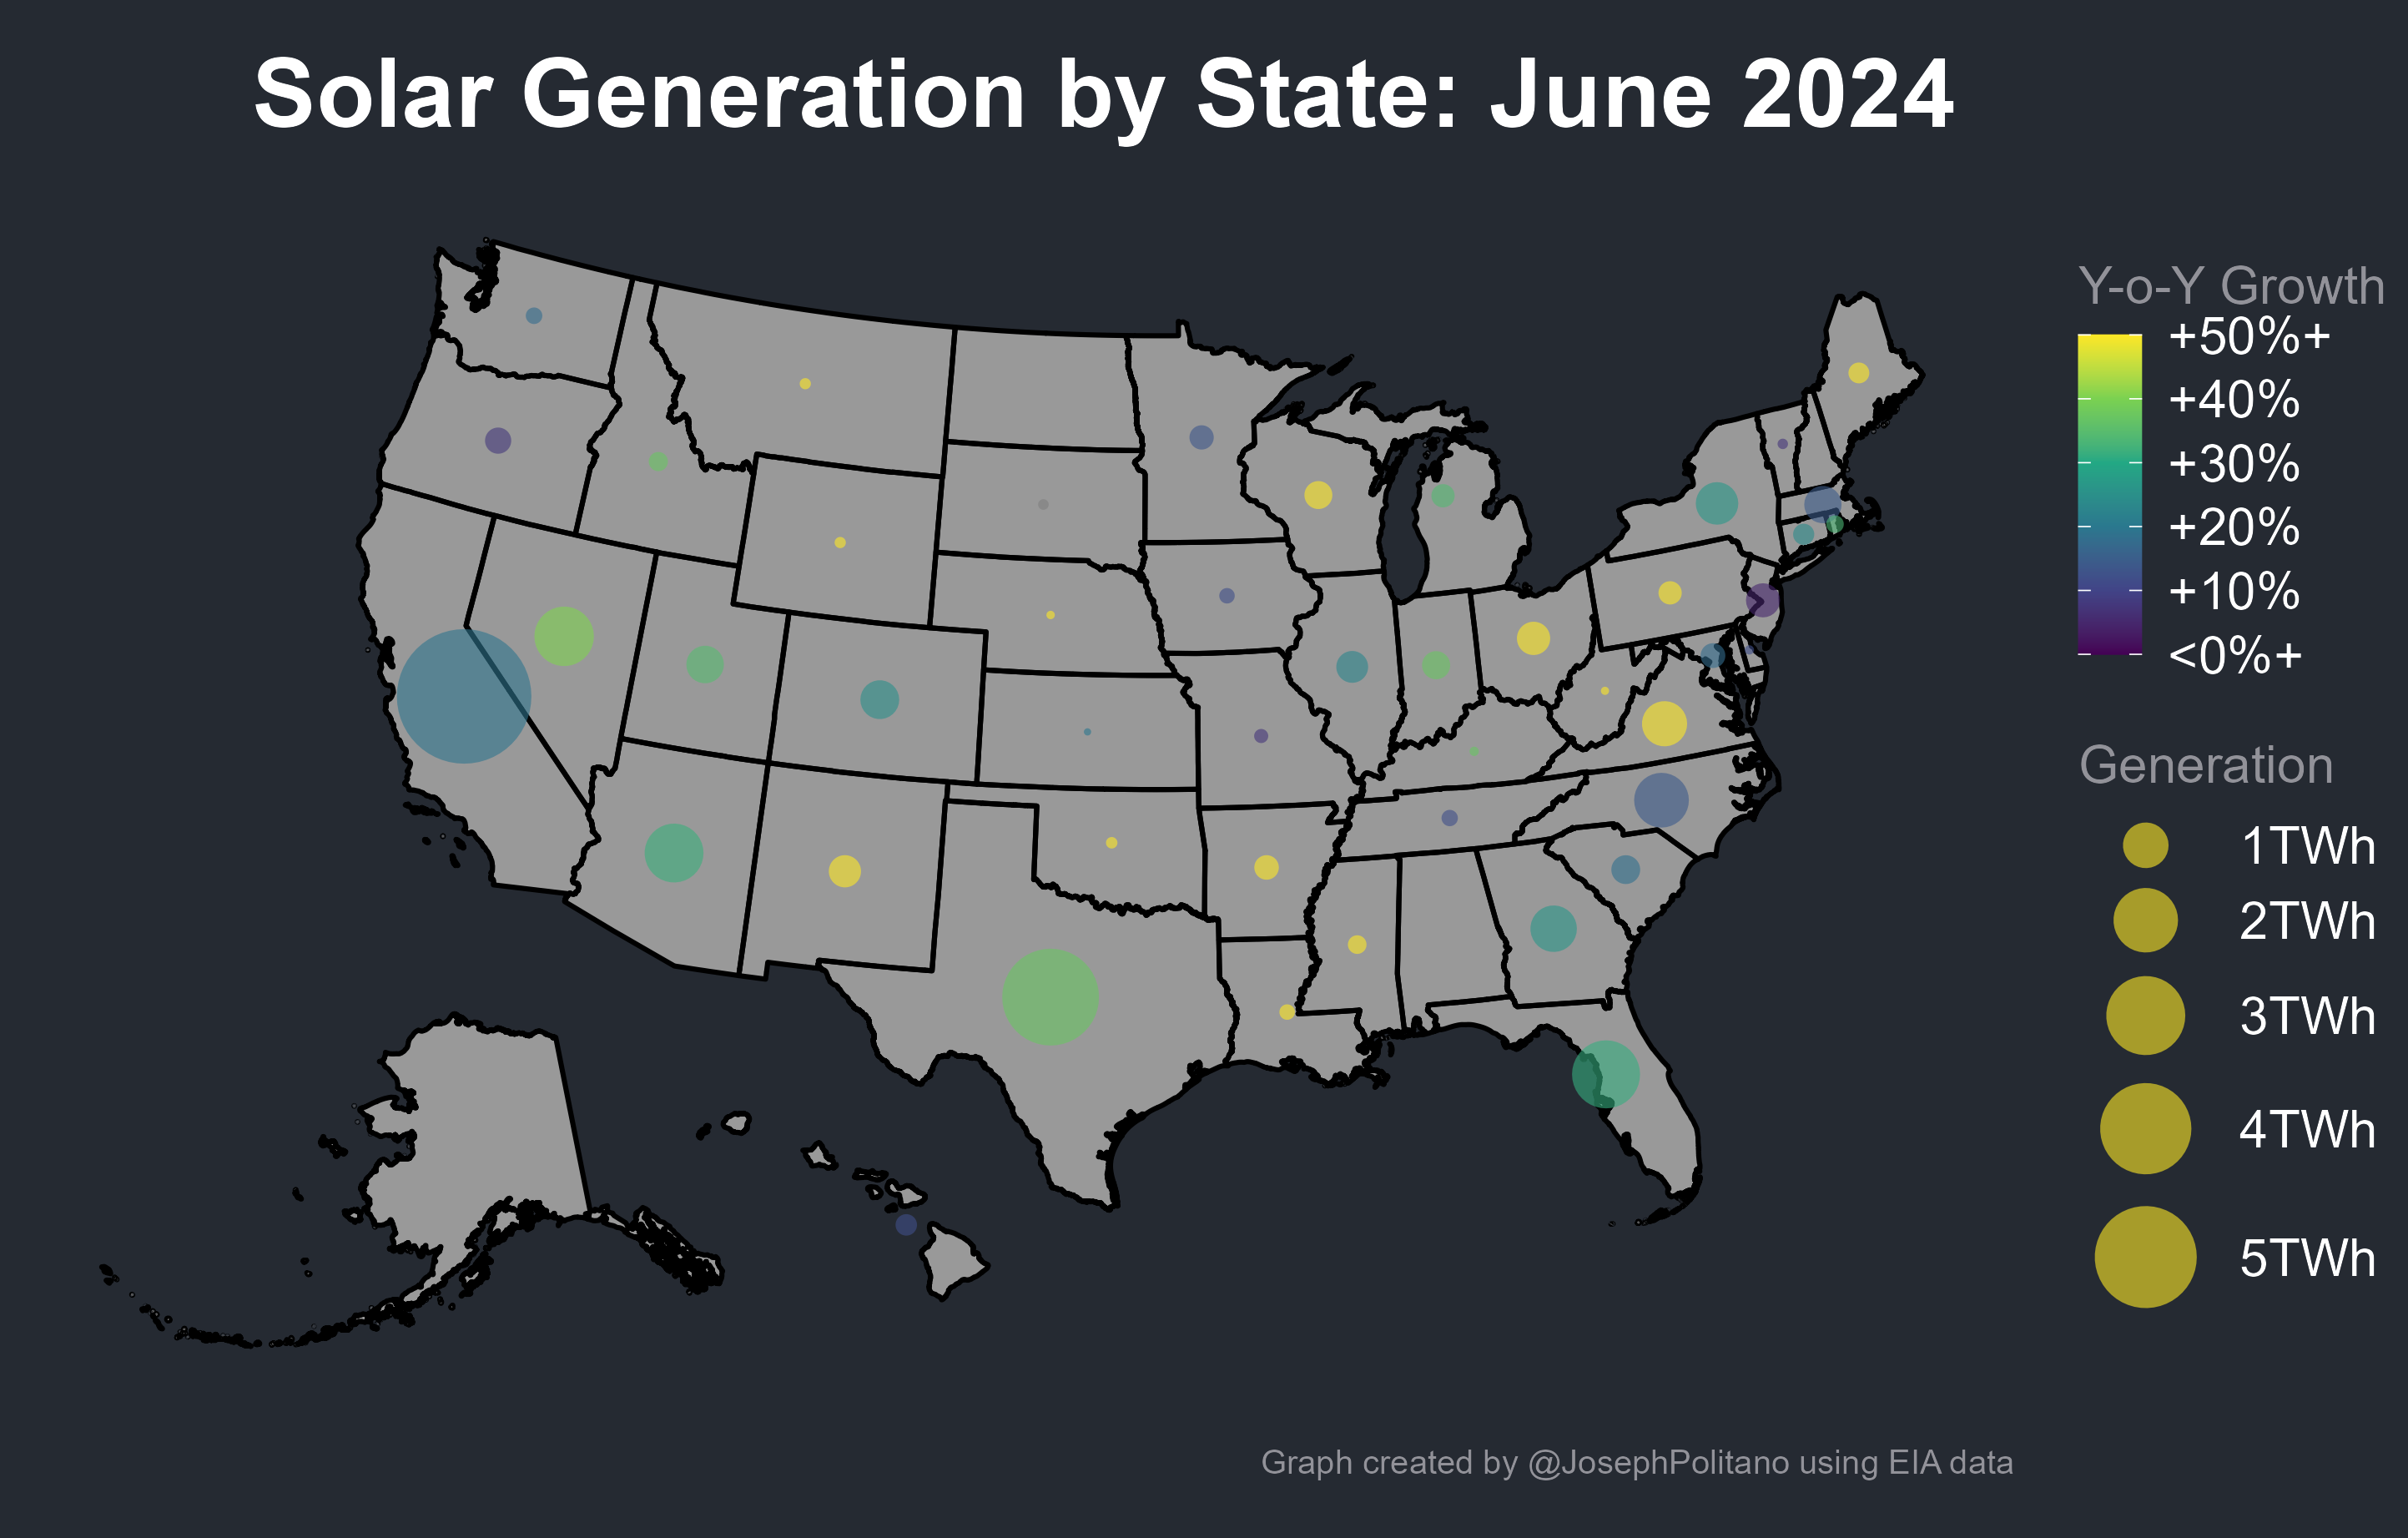 Solar Generation by State: June 2024
Y-o-Y Growth
+50%+
+40%
+30%
+20%
+10%
<0%+
Generation
1TWh
2TWh
3TWh
4TWh
5TWh
Graph created by @JosephPolitano using EIA data